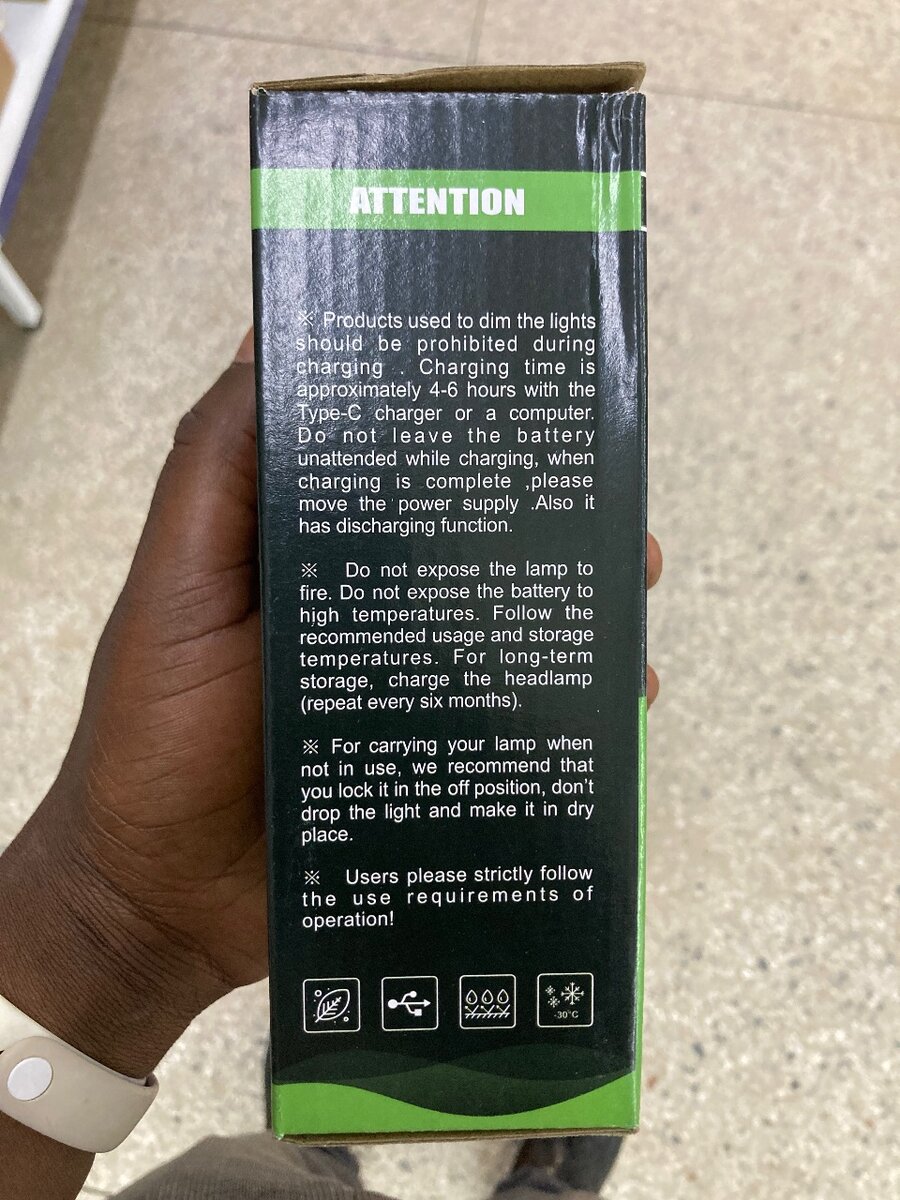 ATTENTION
※ Products used to dim the lights
should be prohibited during
charging . Charging time is
approximately 4-6 hours with the
Type-C charger or a computer.
Do not leave the battery
unattended while charging, when
charging is complete ,please
move the power supply .Also it
has discharging function.
※ Do not expose the lamp to
fire. Do not expose the battery to
high temperatures. Follow the
recommended usage and storage
temperatures. For long-term
storage, charge the headlamp
(repeat every six months).
※ For carrying your lamp when
not in use, we recommend that
you lock it in the off position, don't
drop the light and make it in dry
place.
※ Users please strictly follow
the use requirements of
operation!
-30°C